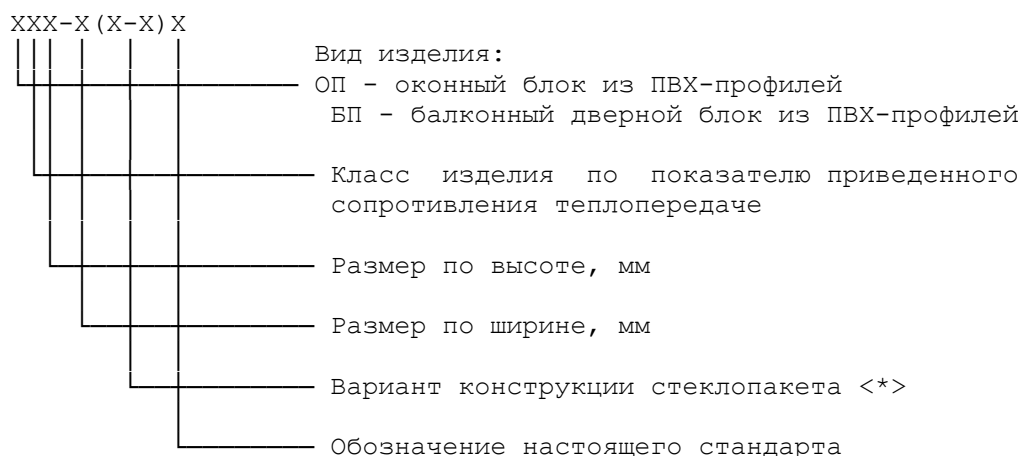 XXX-X(X-X)X
Вид изделия:
ОП - оконный блок из ПВХ-профилей
БП - балконный дверной блок из ПВХ-профилей
Класс изделия по показателю приведенного
сопротивления теплопередаче
Размер по высоте, мм
Размер по ширине, мм
Вариант конструкции стеклопакета <*>
Обозначение настоящего стандарта